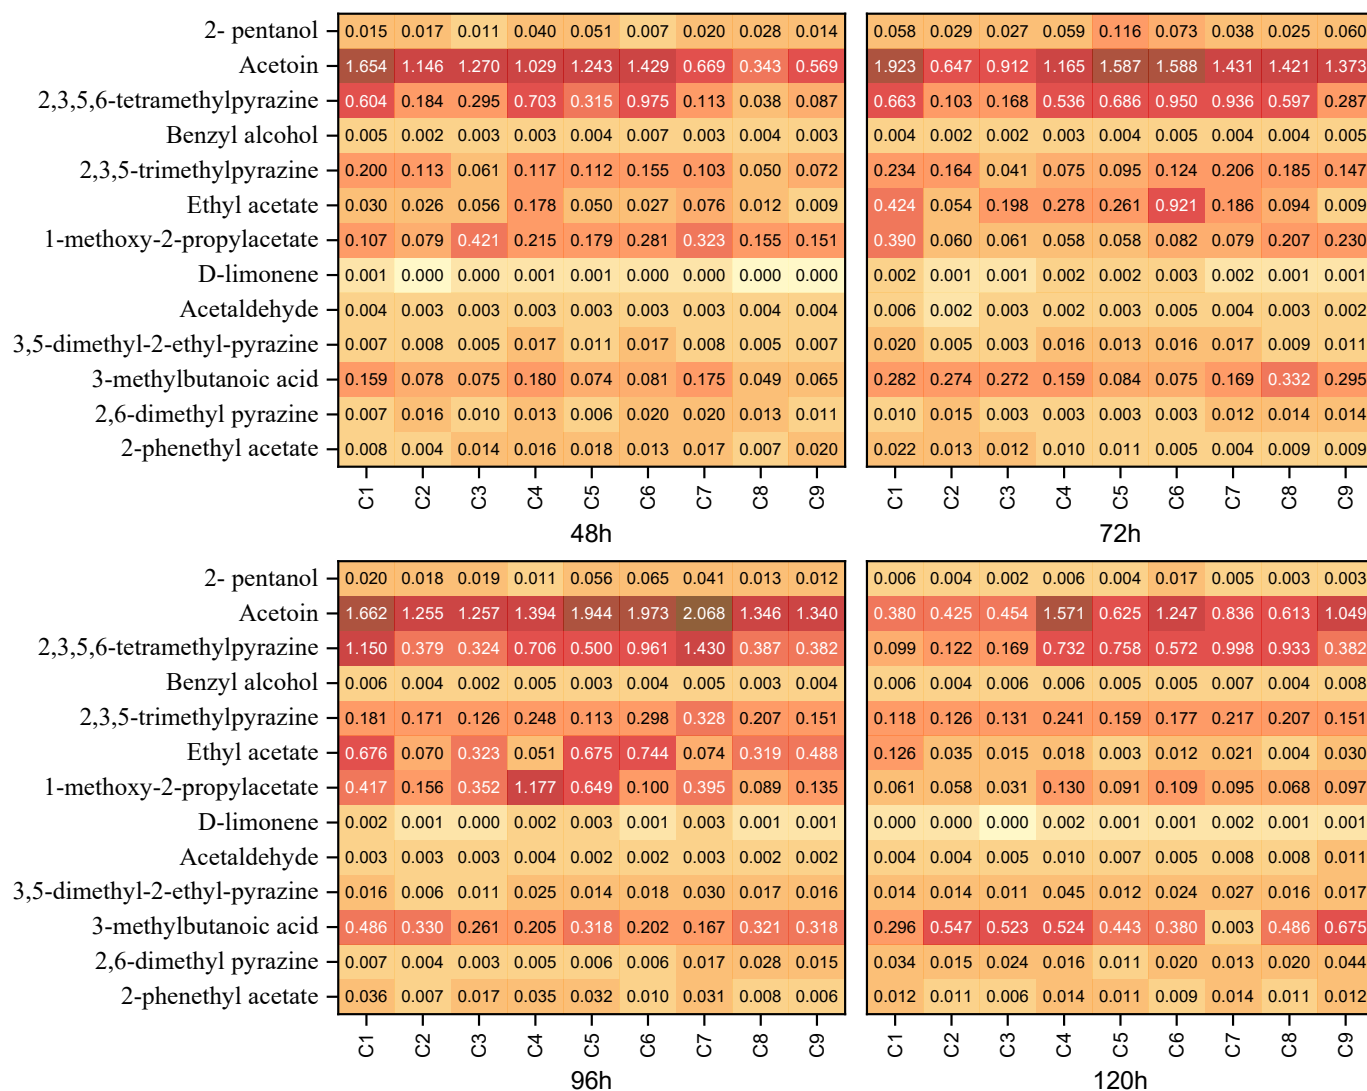 2- pentanol 0.015 0.017 0.011 0.040 0.051 0.007 0.020 0.028 0.014 0.058 0.029 0.027 0.059 0.116 0.073 0.038 0.025 0.060
Acetoin 1.654 1.146 1.270 1.029 1.243 1.429 0.669 0.343 0.569 1.923 0.647 0.912 1.165 1.587 1.588 1.431 1.421 1.373
2,3,5,6-tetramethylpyrazine 0.604 0.184 0.295 0.703 0.315 0.975 0.113 0.038 0.087 0.663 0.103 0.168 0.536 0.686 0.950 0.936 0.597 0.287
Benzyl alcohol 0.005 0.002 0.003 0.003 0.004 0.007 0.003 0.004 0.003 0.004 0.002 0.002 0.003 0.004 0.005 0.004 0.004 0.005
2,3,5-trimethylpyrazine 0.200 0.113 0.061 0.117 0.112 0.155 0.103 0.050 0.072 0.234 0.164 0.041 0.075 0.095 0.124 0.206 0.185 0.147
Ethyl acetate 0.030 0.026 0.056 0.178 0.050 0.027 0.076 0.012 0.009 0.424 0.054 0.198 0.278 0.261 0.921 0.186 0.094 0.009
1-methoxy-2-propylacetate 0.107 0.079 0.421 0.215 0.179 0.281 0.323 0.155 0.151 0.390 0.060 0.061 0.058 0.058 0.082 0.079 0.207 0.230
D-limonene 0.001 0.000 0.000 0.001 0.001 0.000 0.000 0.000 0.000 0.002 0.001 0.001 0.002 0.002 0.003 0.002 0.001 0.001
Acetaldehyde 0.004 0.003 0.003 0.003 0.003 0.003 0.003 0.004 0.004 0.006 0.002 0.003 0.002 0.003 0.005 0.004 0.003 0.002
3,5-dimethyl-2-ethyl-pyrazine 0.007 0.008 0.005 0.017 0.011 0.017 0.008 0.005 0.007 0.020 0.005 0.003 0.016 0.013 0.016 0.017 0.009 0.011
3-methylbutanoic acid 0.159 0.078 0.075 0.180 0.074 0.081 0.175 0.049 0.065 0.282 0.274 0.272 0.159 0.084 0.075 0.169 0.332 0.295
2,6-dimethyl pyrazine 0.007 0.016 0.010 0.013 0.006 0.020 0.020 0.013 0.011 0.010 0.015 0.003 0.003 0.003 0.003 0.012 0.014 0.014
2-phenethyl acetate 0.008 0.004 0.014 0.016 0.018 0.013 0.017 0.007 0.020 0.022 0.013 0.012 0.010 0.011 0.005 0.004 0.009 0.009
C1 C2 C3 C4 C5 C6 C7 C8 C9 C1 C2 C3 C4 C5 C6 C7 C8 C9
48h 72h
2- pentanol 0.020 0.018 0.019 0.011 0.056 0.065 0.041 0.013 0.012 0.006 0.004 0.002 0.006 0.004 0.017 0.005 0.003 0.003
Acetoin 1.662 1.255 1.257 1.394 1.944 1.973 2.068 1.346 1.340 0.380 0.425 0.454 1.571 0.625 1.247 0.836 0.613 1.049
2,3,5,6-tetramethylpyrazine 1.150 0.379 0.324 0.706 0.500 0.961 1.430 0.387 0.382 0.099 0.122 0.169 0.732 0.758 0.572 0.998 0.933 0.382
Benzyl alcohol 0.006 0.004 0.002 0.005 0.003 0.004 0.005 0.003 0.004 0.006 0.004 0.006 0.006 0.005 0.005 0.007 0.004 0.008
2,3,5-trimethylpyrazine 0.181 0.171 0.126 0.248 0.113 0.298 0.328 0.207 0.151 0.118 0.126 0.131 0.241 0.159 0.177 0.217 0.207 0.151
Ethyl acetate 0.676 0.070 0.323 0.051 0.675 0.744 0.074 0.319 0.488 0.126 0.035 0.015 0.018 0.003 0.012 0.021 0.004 0.030
1-methoxy-2-propylacetate 0.417 0.156 0.352 1.177 0.649 0.100 0.395 0.089 0.135 0.061 0.058 0.031 0.130 0.091 0.109 0.095 0.068 0.097
D-limonene 0.002 0.001 0.000 0.002 0.003 0.001 0.003 0.001 0.001 0.000 0.000 0.000 0.002 0.001 0.001 0.002 0.001 0.001
Acetaldehyde 0.003 0.003 0.003 0.004 0.002 0.002 0.003 0.002 0.002 0.004 0.004 0.005 0.010 0.007 0.005 0.008 0.008 0.011
3,5-dimethyl-2-ethyl-pyrazine 0.016 0.006 0.011 0.025 0.014 0.018 0.030 0.017 0.016 0.014 0.014 0.011 0.045 0.012 0.024 0.027 0.016 0.017
3-methylbutanoic acid 0.486 0.330 0.261 0.205 0.318 0.202 0.167 0.321 0.318 0.296 0.547 0.523 0.524 0.443 0.380 0.003 0.486 0.675
2,6-dimethyl pyrazine 0.007 0.004 0.003 0.005 0.006 0.006 0.017 0.028 0.015 0.034 0.015 0.024 0.016 0.011 0.020 0.013 0.020 0.044
2-phenethyl acetate 0.036 0.007 0.017 0.035 0.032 0.010 0.031 0.008 0.006 0.012 0.011 0.006 0.014 0.011 0.009 0.014 0.011 0.012
C1 C2 C3 C4 C5 C6 C7 C8 C9 C1 C2 C3 C4 C5 C6 C7 C8 C9
96h 120h